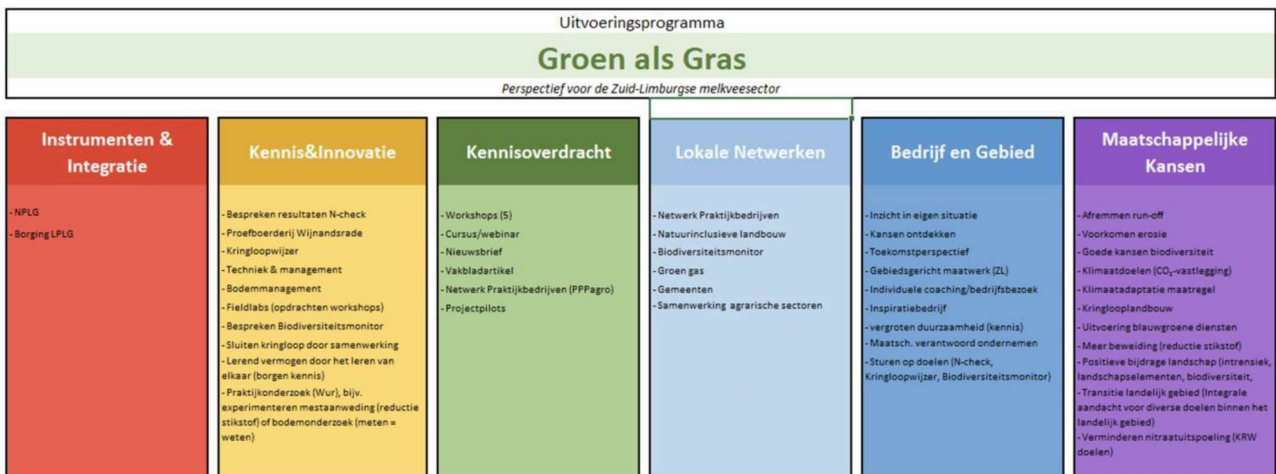 Uitvoeringsprogramma
Groen als Gras
Perspectief voor de Zuid-Limburgse melkveesector
Instrumenten &
Integratie
- NPLG
- Borging LPLG
Kennis&Innovatie
- Bespreken resultaten N-check
- Proefboerderij Wijnandsrade
- Kringloopwijzer
- Techniek & management
- Bodemmanagement
- Fieldlabs (opdrachten workshops)
- Bespreken Biodiversiteitsmonitor
- Sluiten kringloop door samenwerking
- Lerend vermogen door het leren van
elkaar (borgen kennis)
- Praktijkonderzoek (Wur), bijv.
experimenteren mestaanweding (reductie
stikstof) of bodemonderzoek (meten =
weten)
Kennisoverdracht
- Workshops (5)
- Cursus/webinar
- Nieuwsbrief
- Vakbladartikel
- Netwerk Praktijkbedrijven (PPPagro)
- Projectpilots
Lokale Netwerken
- Netwerk Praktijkbedrijven
- Natuurinclusieve landbouw
- Biodiversiteitsmonitor
- Groen gas
- Gemeenten
- Samenwerking agrarische sectoren
Bedrijf en Gebied
- Inzicht in eigen situatie
- Kansen ontdekken
- Toekomstperspectief
- Gebiedsgericht maatwerk (ZL)
- Individuele coaching/bedrijfsbezoek
- Inspiratiebedrijf
- vergroten duurzaamheid (kennis)
- Maatsch. verantwoord ondernemen
- Sturen op doelen (N-check,
Kringloopwijzer, Biodiversiteitsmonitor)
Maatschappelijke
Kansen
- Afremmen run-off
- Voorkomen erosie
- Goede kansen biodiversiteit
- Klimaatdoelen (CO₂-vastlegging)
- Klimaatadaptatie maatregel
- Kringlooplandbouw
- Uitvoering blauwgroene diensten
- Meer beweiding (reductie stikstof)
- Positieve bijdrage landschap (intrensiek,
landschapselementen, biodiversiteit,
- Transitie landelijk gebied (Integrale
aandacht voor diverse doelen binnen het
landelijk gebied)
- Verminderen nitraatuitspoeling (KRW
doelen)